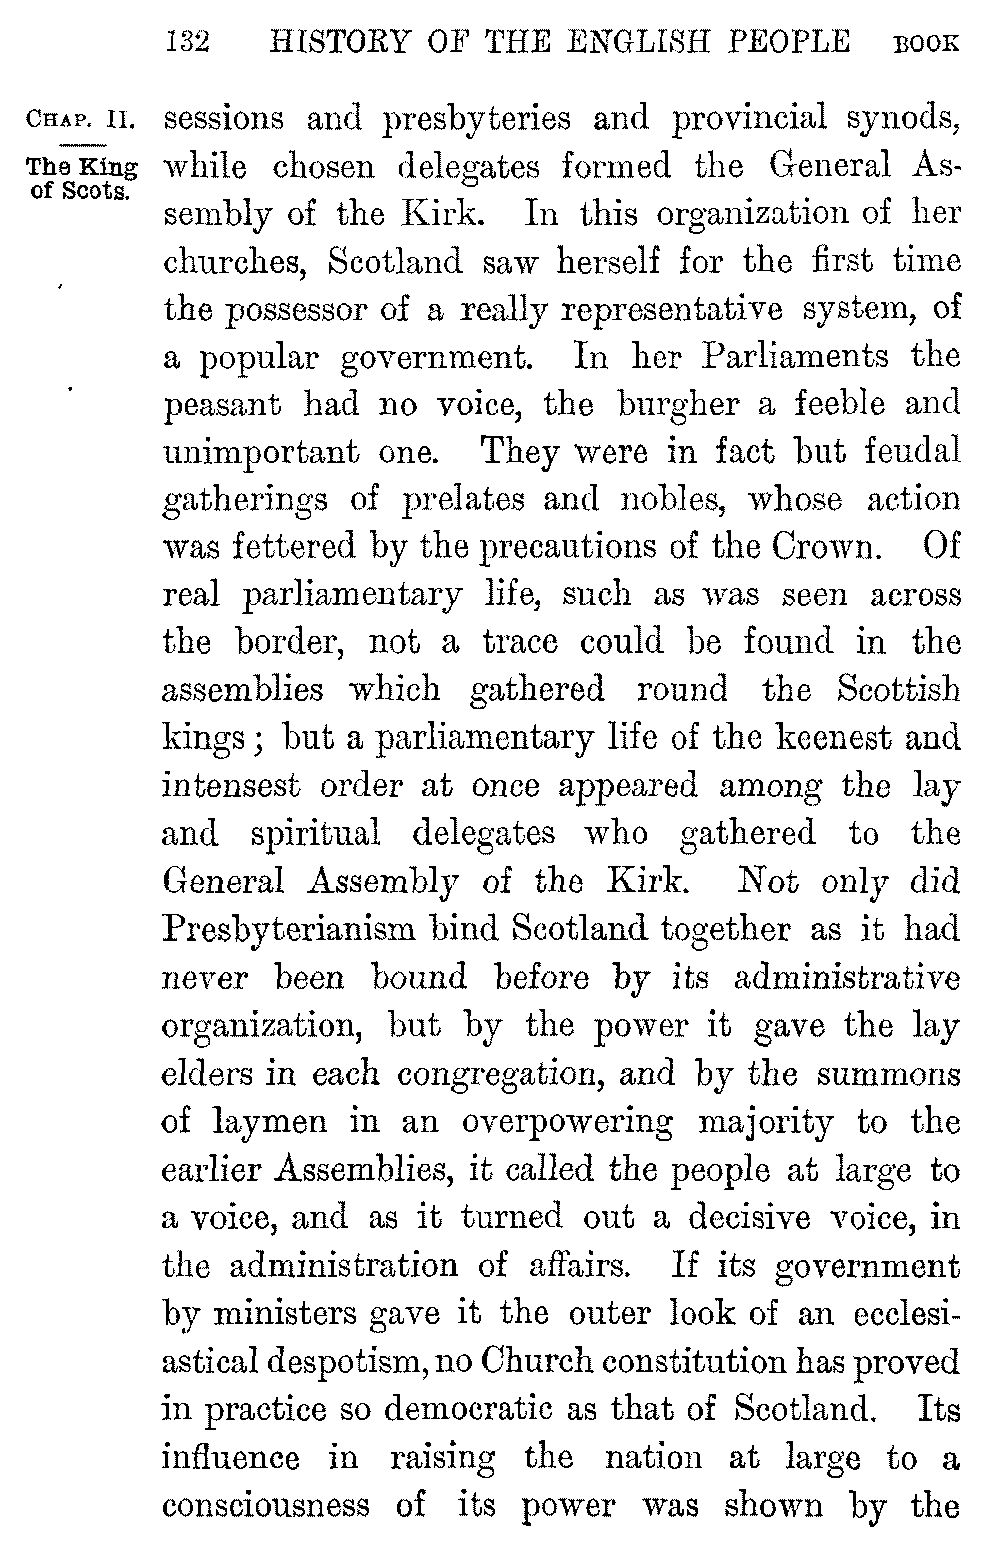 132 HISTORY OF THE ENGLISH PEOPLE BOOK
CHAP. II.
The King
of Scots.
sessions and presbyteries and provincial synods,
while chosen delegates formed the General As-
sembly of the Kirk. In this organization of her
churches, Scotland saw herself for the first time
the possessor of a really representative system, of
a popular government. In her Parliaments the
peasant had no voice, the burgher a feeble and
unimportant one. They were in fact but feudal
gatherings of prelates and nobles, whose action
was fettered by the precautions of the Crown. Of
real parliamentary life, such as was seen across
the border, not a trace could be found in the
assemblies which gathered round the Scottish
kings; but a parliamentary life of the keenest and
intensest order at once appeared among the lay
and spiritual delegates who gathered to the
General Assembly of the Kirk. Not only did
Presbyterianism bind Scotland together as it had
never been bound before by its administrative
organization, but by the power it gave the lay
elders in each congregation, and by the summons
of laymen in an overpowering majority to the
earlier Assemblies, it called the people at large to
a voice, and as it turned out a decisive voice, in
the administration of affairs. If its government
by ministers gave it the outer look of an ecclesi-
astical despotism, no Church constitution has proved
in practice so democratic as that of Scotland. Its
influence in raising the nation at large to a
consciousness of its power was shown by the